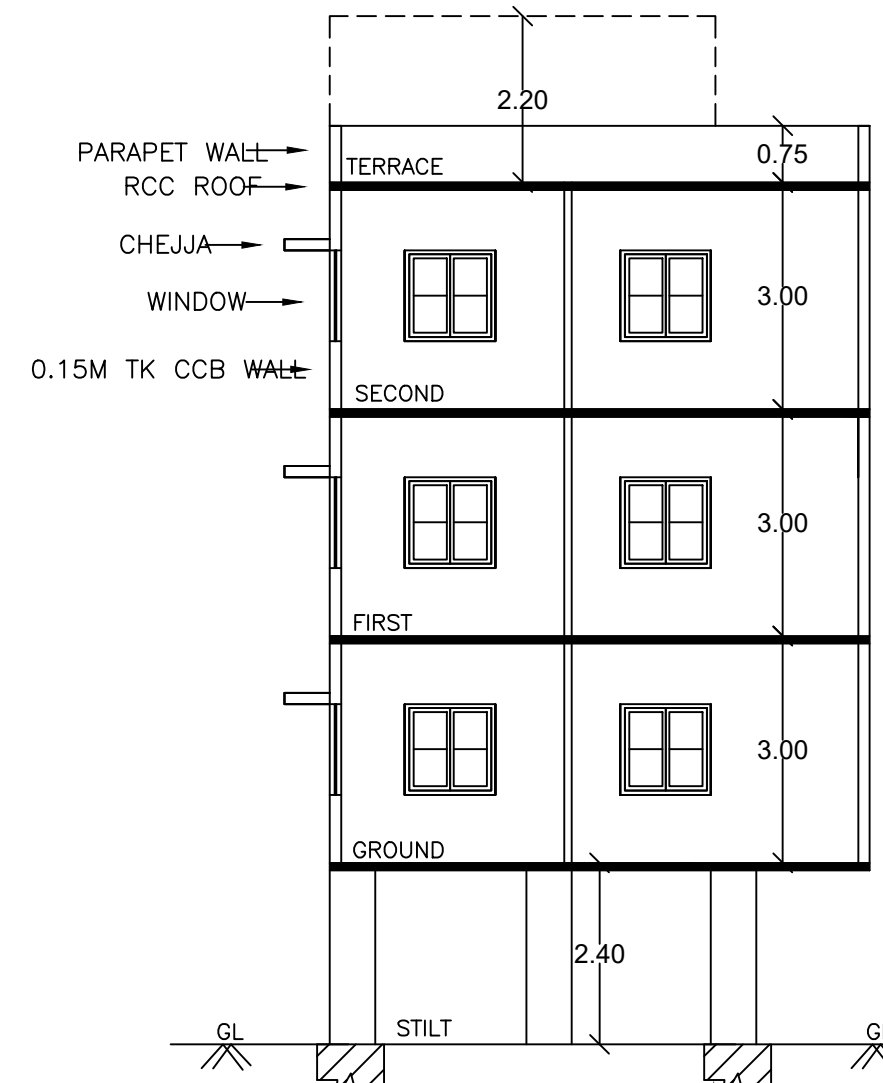 2.20
PARAPET WALL
TERRACE
0.75
RCC ROOF
CHEJJA
WINDOW
3.00
0.15M TK CCB WALL
SECOND
3.00
FIRST
3.00
GROUND
2.40
GL
STILT